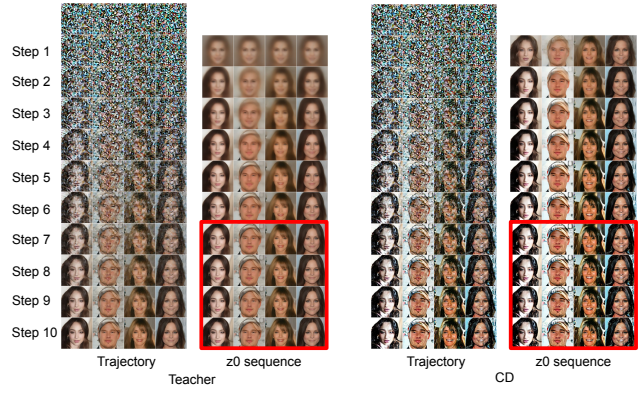 Step 1
Step 2
Step 3
Step 4
Step 5
Step 6
Step 7
Step 8
Step 9
Step 10
Trajectory z0 sequence Trajectory z0 sequence
Teacher CD